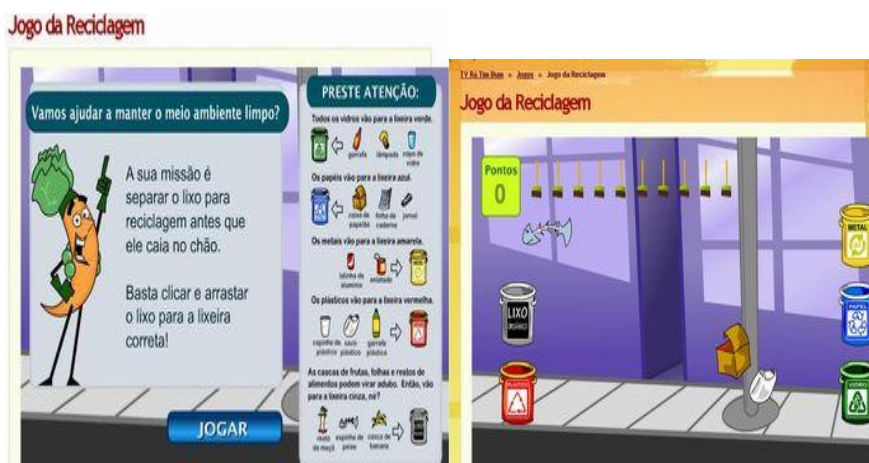 Jogo da Reciclagem
Vamos ajudar a manter o meio ambiente limpo?
A sua missão é
separar o lixo para
reciclagem antes que
ele caia no chão.
Basta clicar e arrastar
o lixo para a lixeira
correta!
JOGAR
PRESTE ATENÇÃO:
Todos os vidros vão para a lixeira verde.
garrafa lâmpada copo de
vidro
Os papéis vão para a lixeira azul.
caixa de folha de jornal
papelão caderno
Os metais vão para a lixeira amarela.
latinha de enlatado
alumínio
Os plásticos vão para a lixeira vermelha.
copinho de saco garrafa
plástico plástico plástica
As cascas de frutas, folhas e restos de
alimentos podem virar adubo. Então, vão
para a lixeira cinza, né?
resto espinha de casca de
da maçã peixe banana
TV Rá Tim Bum » Jogos » Jogo da Reciclagem
Jogo da Reciclagem
Pontos
0
METAL
LIXO
ORGÂNICO
PAPEL
PLÁSTICO
VIDRO